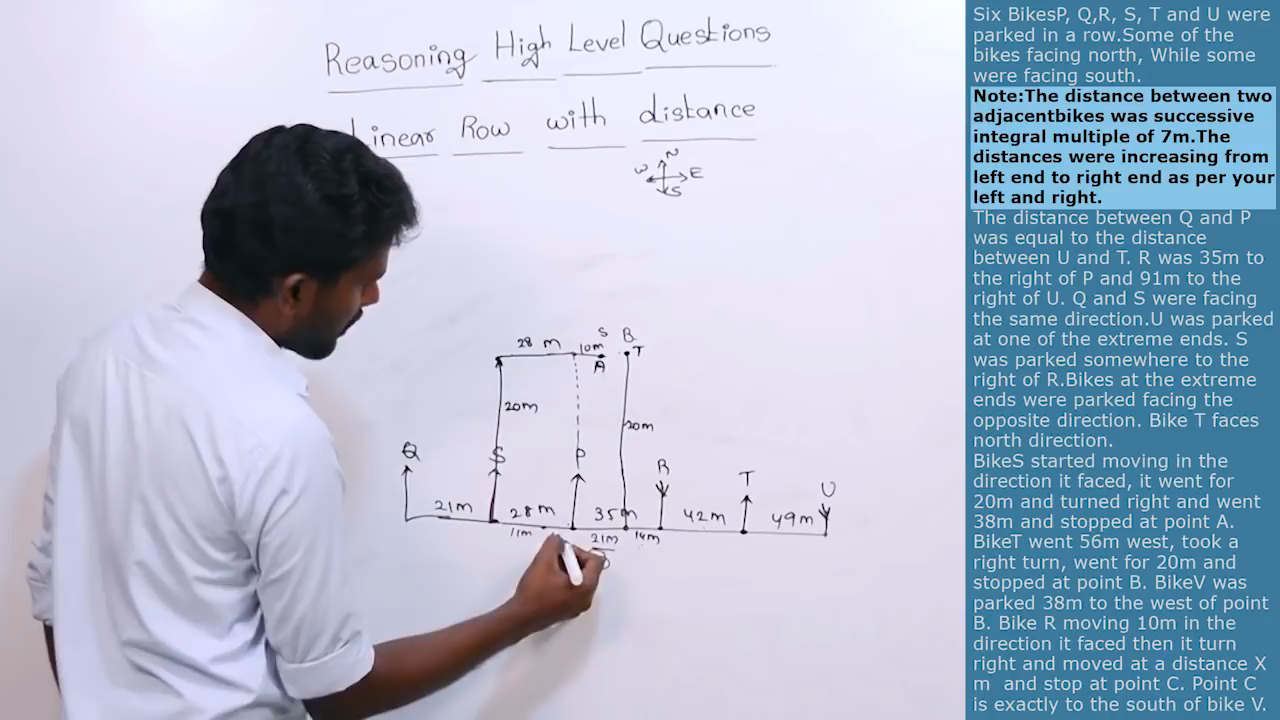 Reasoning High Level Questions
Linear Row with distance
N
W E
S
28 m 10m S B
A T
20m
20m
Q S P R T U
21m 28m 35m 42m 49m
11m 21m 14m
Six BikesP, Q,R, S, T and U were
parked in a row.Some of the
bikes facing north, While some
were facing south.
Note:The distance between two
adjacentbikes was successive
integral multiple of 7m.The
distances were increasing from
left end to right end as per your
left and right.
The distance between Q and P
was equal to the distance
between U and T. R was 35m to
the right of P and 91m to the
right of U. Q and S were facing
the same direction.U was parked
at one of the extreme ends. S
was parked somewhere to the
right of R.Bikes at the extreme
ends were parked facing the
opposite direction. Bike T faces
north direction.
BikeS started moving in the
direction it faced, it went for
20m and turned right and went
38m and stopped at point A.
BikeT went 56m west, took a
right turn, went for 20m and
stopped at point B. BikeV was
parked 38m to the west of point
B. Bike R moving 10m in the
direction it faced then it turn
right and moved at a distance X
m and stop at point C. Point C
is exactly to the south of bike V.